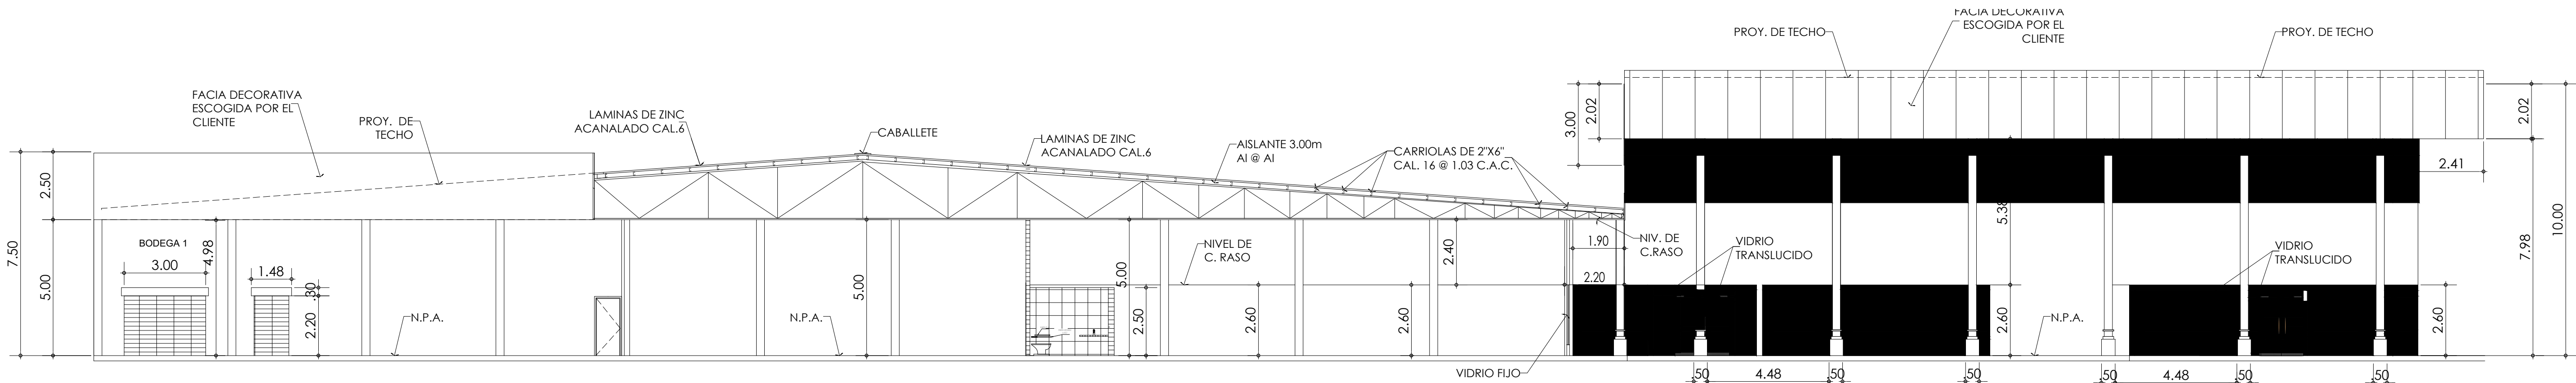 FACIA DECORATIVA
ESCOGIDA POR EL
CLIENTE
PROY. DE TECHO
PROY. DE TECHO
FACIA DECORATIVA
ESCOGIDA POR EL
CLIENTE
PROY. DE
TECHO
LAMINAS DE ZINC
ACANALADO CAL.6
CABALLETE
LAMINAS DE ZINC
ACANALADO CAL.6
AISLANTE 3.00m
Al @ Al
CARRIOLAS DE 2"X6"
CAL. 16 @ 1.03 C.A.C.
3.00
2.02
2.02
2.41
10.00
7.98
7.50
2.50
5.00
BODEGA 1
3.00
4.98
1.48
.30
2.20
N.P.A.
5.00
N.P.A.
5.00
2.50
NIVEL DE
C. RASO
2.60
2.40
2.60
1.90
2.20
NIV. DE
C.RASO
VIDRIO
TRANSLUCIDO
5.38
2.60
N.P.A.
VIDRIO
TRANSLUCIDO
2.60
VIDRIO FIJO
.50
4.48
.50
.50
.50
4.48
.50
.50